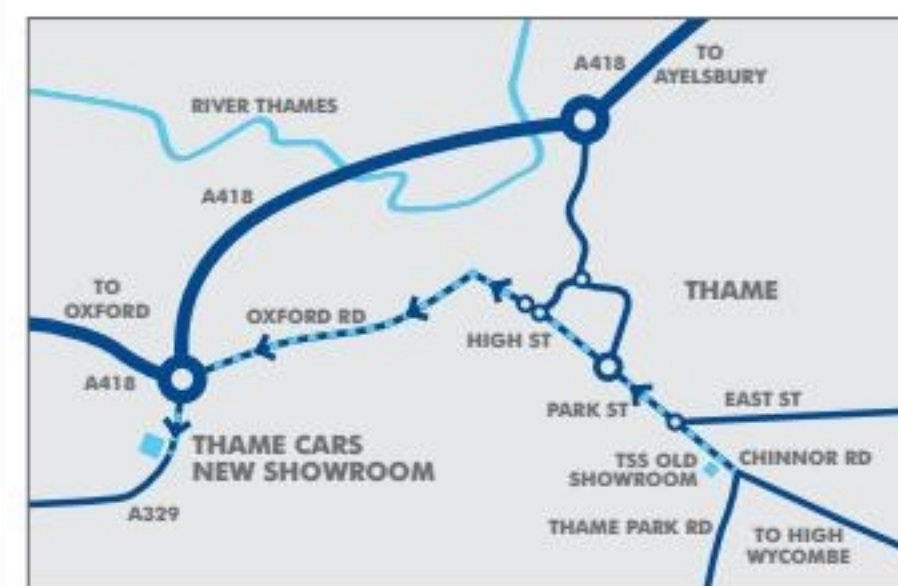 A418
TO
AYELSBURY
RIVER THAMES
A418
TO
OXFORD
THAME
OXFORD RD
HIGH ST
A418
EAST ST
PARK ST
THAME CARS
NEW SHOWROOM
TSS OLD
SHOWROOM
CHINNOR RD
A329
THAME PARK RD
TO HIGH
WYCOMBE